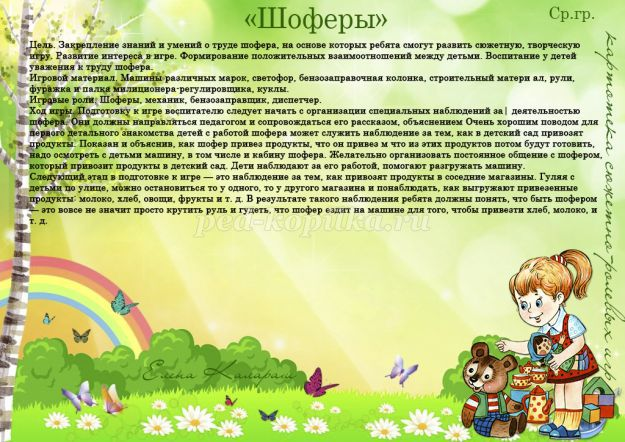 «Шоферы»
Ср.гр.
Цель. Закрепление знаний и умений о труде шофера, на основе которых ребята смогут развить сюжетную, творческую
игру. Развитие интереса в игре. Формирование положительных взаимоотношений между детьми. Воспитание у детей
уважения к труду шофера.
Игровой материал. Машины различных марок, светофор, бензозаправочная колонка, строительный матери ал, рули,
фуражка и палка милиционера-регулировщика, куклы.
Игровые роли. Шоферы, механик, бензозаправщик, диспетчер.
Ход игры. Подготовку к игре воспитателю следует начать с организации специальных наблюдений за| деятельностью
шофера. Они должны направляться педагогом и сопровождаться его рассказом, объяснением Очень хорошим поводом для
первого детального знакомства детей с работой шофера может служить наблюдение за тем, как в детский сад привозят
продукты. Показан и объяснив, как шофер привез продукты, что он привез м что из этих продуктов потом будут готовить,
надо осмотреть с детьми машину, в том числе и кабину шофера. Желательно организовать постоянное общение с шофером,
который привозит продукты в детский сад. Дети наблюдают за его работой, помогают разгружать машину.
Следующий этап в подготовке к игре — это наблюдение за тем, как привозят продукты в соседние магазины. Гуляя с
детьми по улице, можно остановиться то у одного, то у другого магазина и понаблюдать, как выгружают привезенные
продукты: молоко, хлеб, овощи, фрукты и т. д. В результате такого наблюдения ребята должны понять, что быть шофером
— это вовсе не значит просто крутить руль и гудеть, что шофер ездит на машине для того, чтобы привезти хлеб, молоко, и
т. д.
ped-kopilka.ru
картотека сюжетно-ролевых игр
Елена